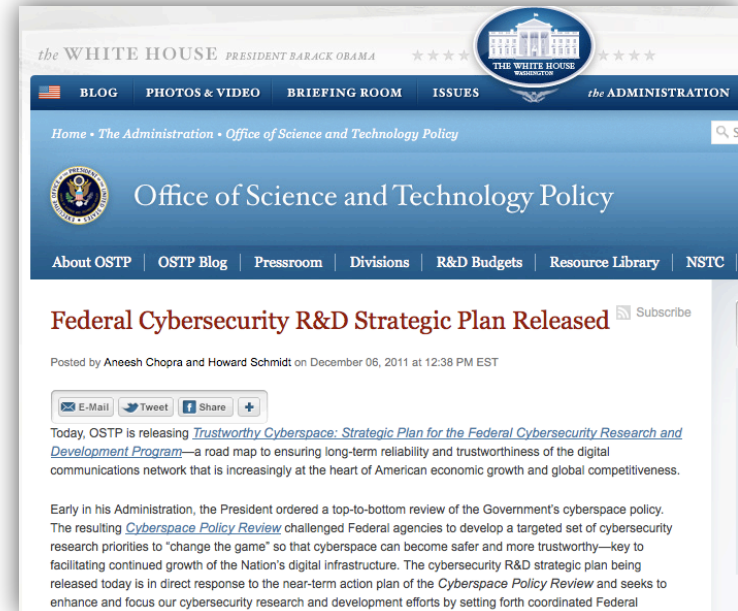 the WHITE HOUSE PRESIDENT BARACK OBAMA
THE WHITE HOUSE
WASHINGTON
BLOG PHOTOS & VIDEO BRIEFING ROOM ISSUES the ADMINISTRATION
Home • The Administration • Office of Science and Technology Policy
S
Office of Science and Technology Policy
About OSTP | OSTP Blog | Pressroom | Divisions | R&D Budgets | Resource Library | NSTC |
Federal Cybersecurity R&D Strategic Plan Released
Subscribe
Posted by Aneesh Chopra and Howard Schmidt on December 06, 2011 at 12:38 PM EST
E-Mail Tweet f Share +
Today, OSTP is releasing Trustworthy Cyberspace: Strategic Plan for the Federal Cybersecurity Research and
Development Program—a road map to ensuring long-term reliability and trustworthiness of the digital
communications network that is increasingly at the heart of American economic growth and global competitiveness.
Early in his Administration, the President ordered a top-to-bottom review of the Government's cyberspace policy.
The resulting Cyberspace Policy Review challenged Federal agencies to develop a targeted set of cybersecurity
research priorities to “change the game” so that cyberspace can become safer and more trustworthy—key to
facilitating continued growth of the Nation's digital infrastructure. The cybersecurity R&D strategic plan being
released today is in direct response to the near-term action plan of the Cyberspace Policy Review and seeks to
enhance and focus our cybersecurity research and development efforts by setting forth coordinated Federal